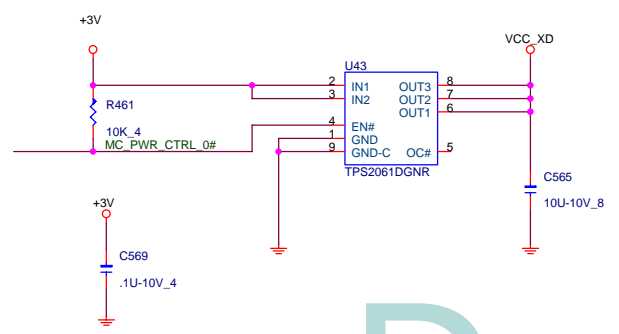 +3V
VCC_XD
U43
2 IN1 OUT3 8
3 IN2 OUT2 7
OUT1 6
4 EN#
1 GND
9 GND-C OC# 5
TPS2061DGNR
R461
10K_4
MC_PWR_CTRL_0#
C565
10U-10V_8
+3V
C569
.1U-10V_4